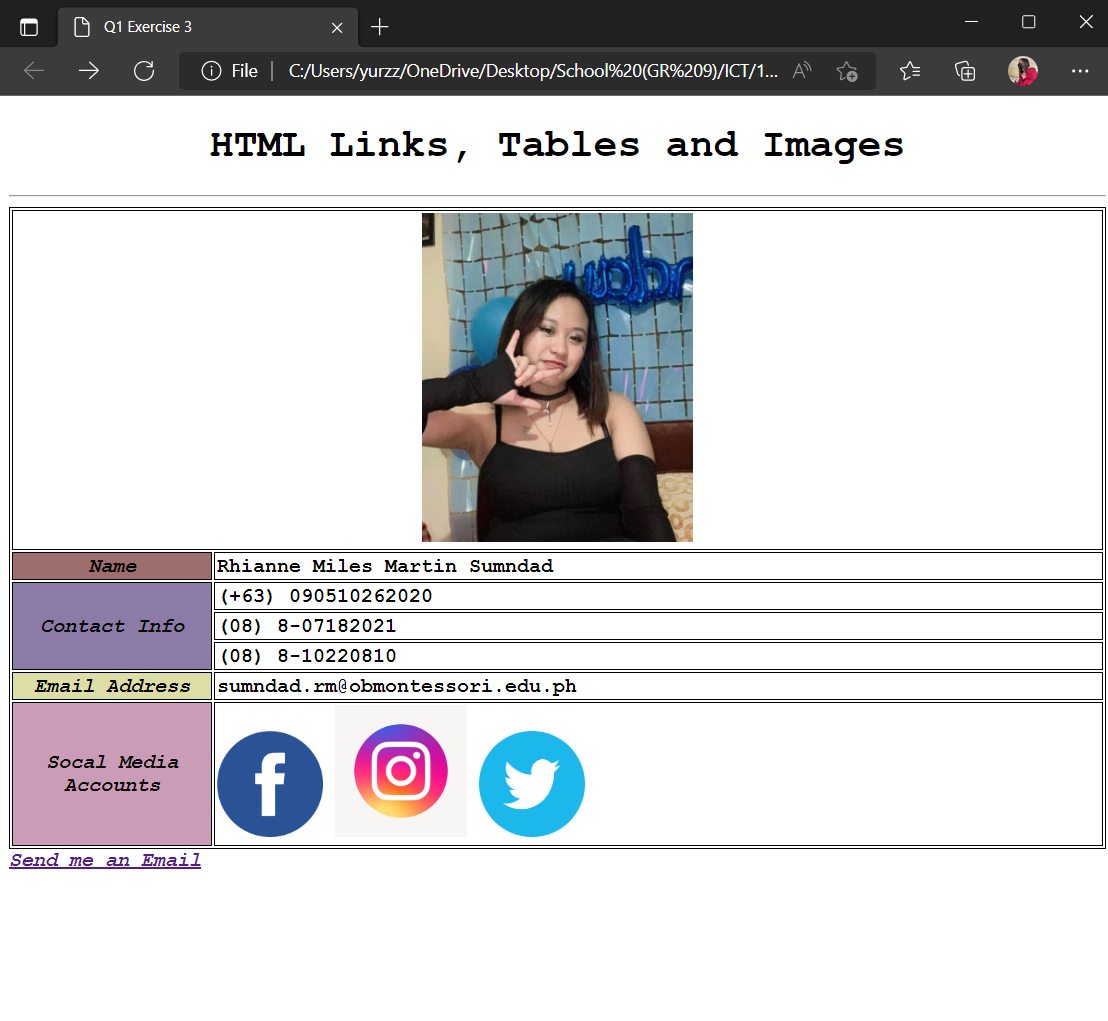 Q1 Exercise 3
File
C:/Users/yurzz/OneDrive/Desktop/School%20(GR%209)/ICT/1...
HTML Links, Tables and Images
Name
Rhianne Miles Martin Sumndad
Contact Info
(+63) 090510262020
(08) 8-07182021
(08) 8-10220810
Email Address
sumndad.rm@obmontessori.edu.ph
Socal Media
Accounts
Send me an Email